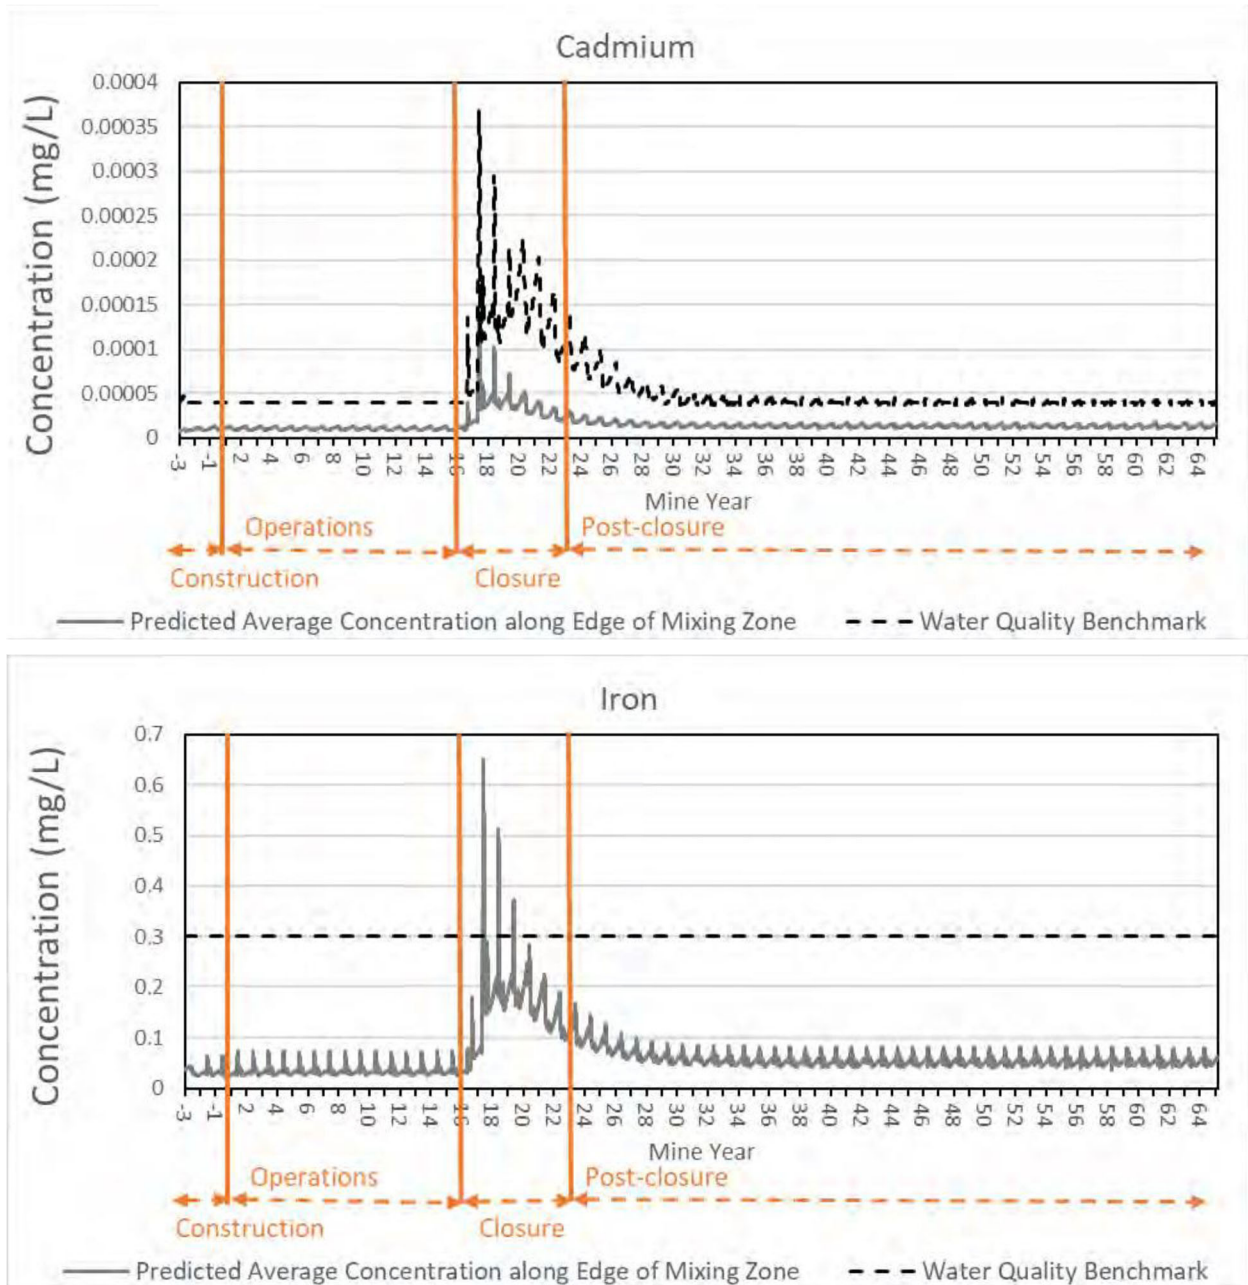 Cadmium
Concentration (mg/L)
0.0004
0.00035
0.0003
0.00025
0.0002
0.00015
0.0001
0.00005
0
-3 -1 2 4 6 8 10 12 14 16 18 20 22 24 26 28 30 32 34 36 38 40 42 44 46 48 50 52 54 56 58 60 62 64
Mine Year
Operations Post-closure
Construction Closure
Predicted Average Concentration along Edge of Mixing Zone Water Quality Benchmark
Iron
Concentration (mg/L)
0.7
0.6
0.5
0.4
0.3
0.2
0.1
0
-3 -1 2 4 6 8 10 12 14 16 18 20 22 24 26 28 30 32 34 36 38 40 42 44 46 48 50 52 54 56 58 60 62 64
Mine Year
Operations Post-closure
Construction Closure
Predicted Average Concentration along Edge of Mixing Zone Water Quality Benchmark